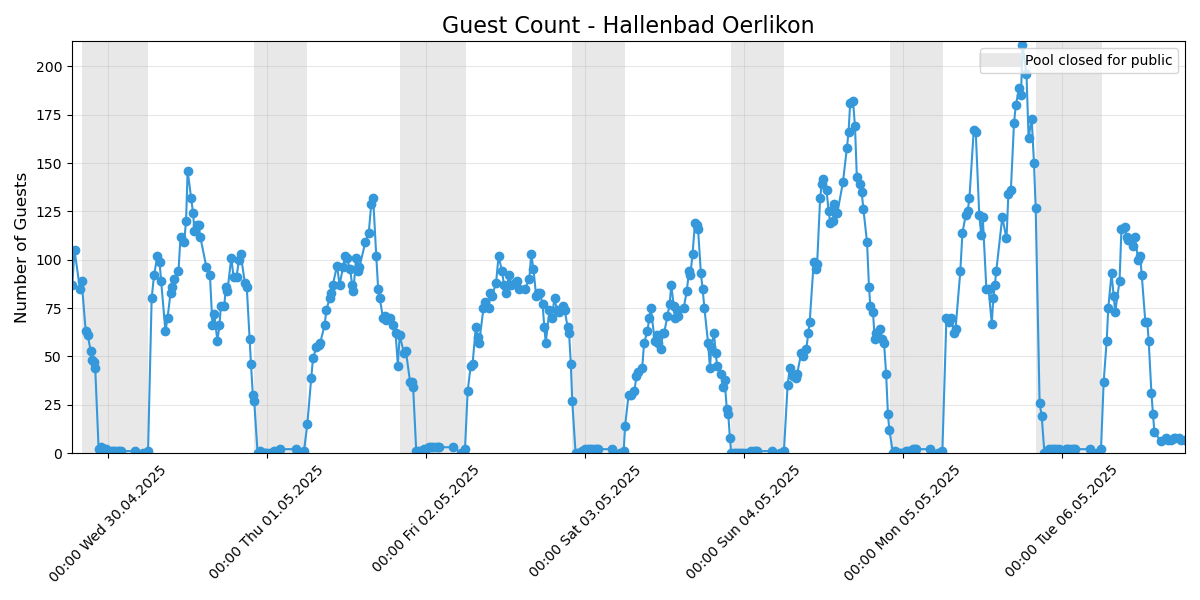 Guest Count - Hallenbad Oerlikon
Pool closed for public
Number of Guests
200
175
150
125
100
75
50
25
0
00:00 Wed 30.04.2025
00:00 Thu 01.05.2025
00:00 Fri 02.05.2025
00:00 Sat 03.05.2025
00:00 Sun 04.05.2025
00:00 Mon 05.05.2025
00:00 Tue 06.05.2025